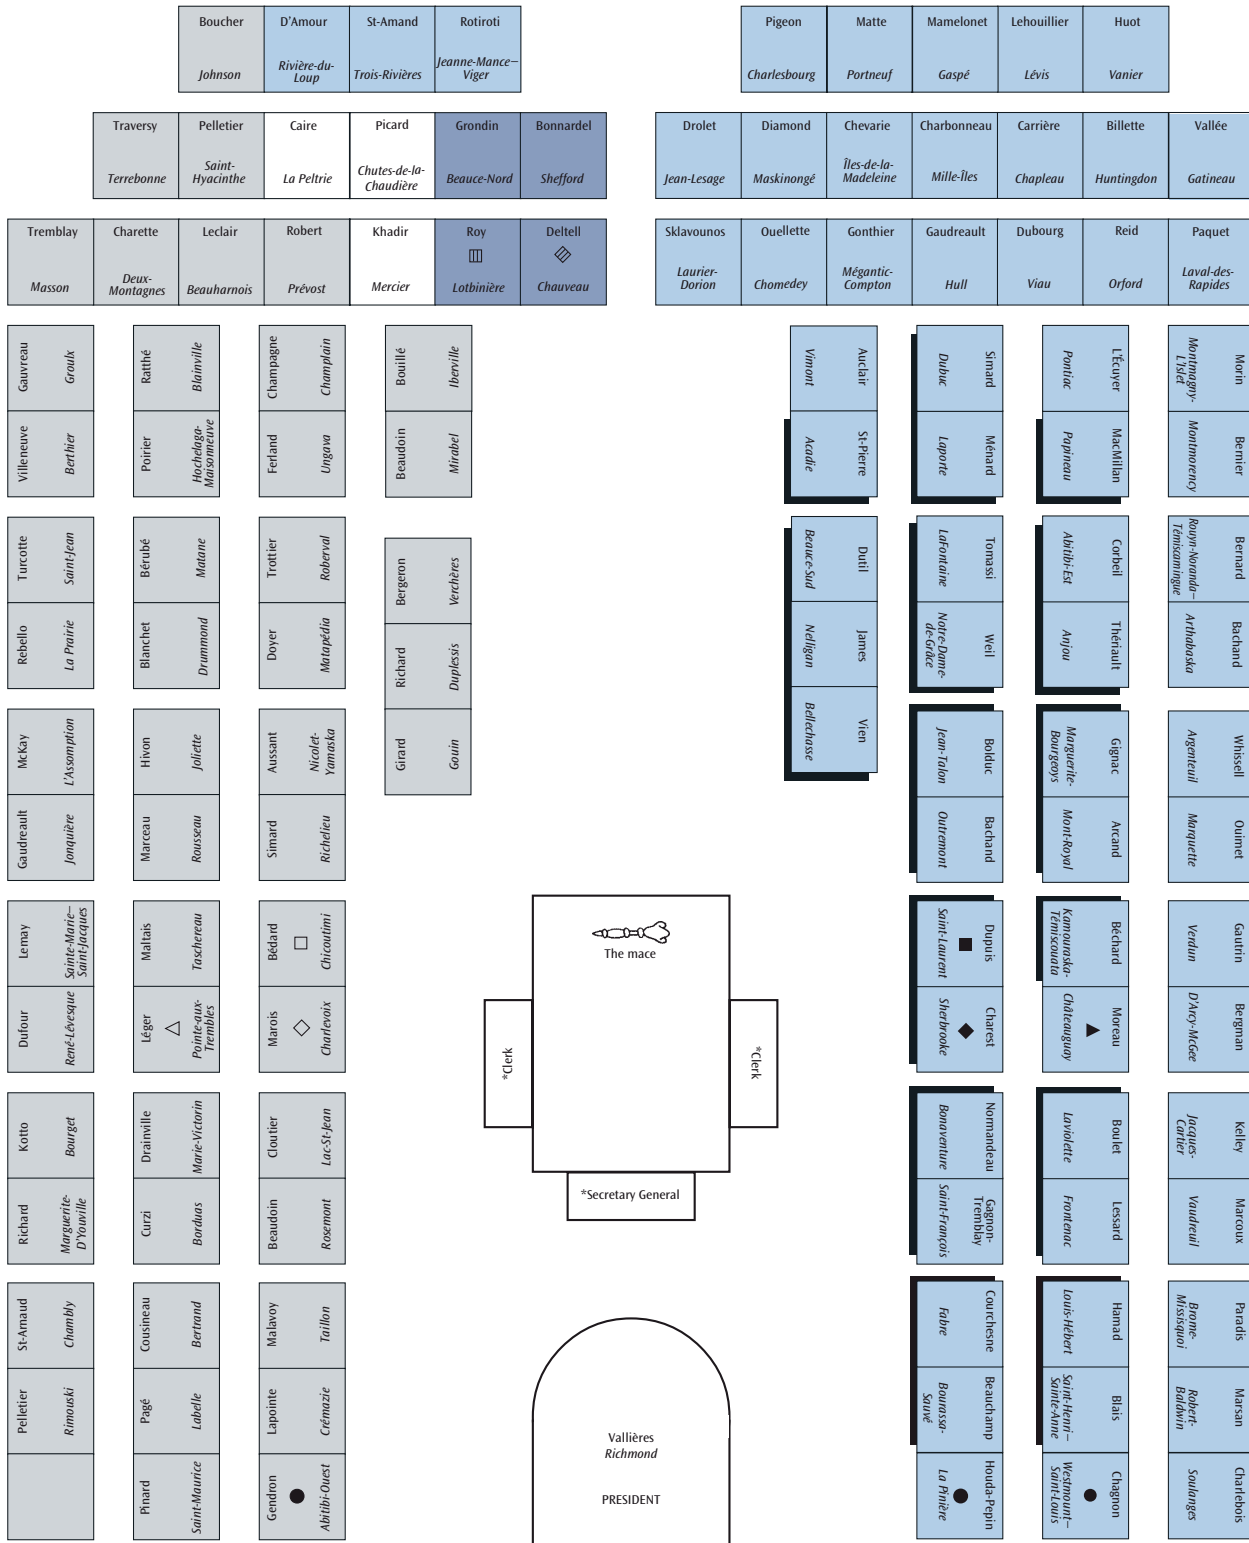 Boucher
Johnson
D'Amour
Rivière-du-
Loup
St-Amand
Trois-Rivières
Rotiroti
Jeanne-Mance–
Viger
Pigeon
Charlesbourg
Matte
Portneuf
Mamelonet
Gaspé
Lehouillier
Lévis
Huot
Vanier
Traversy
Terrebonne
Pelletier
Saint-
Hyacinthe
Caire
La Peltrie
Picard
Chutes-de-la-
Chaudière
Grondin
Beauce-Nord
Bonnardel
Shefford
Drolet
Jean-Lesage
Diamond
Maskinongé
Chevarie
Îles-de-la-
Madeleine
Charbonneau
Mille-Îles
Carrière
Chapleau
Billette
Huntingdon
Vallée
Gatineau
Tremblay
Masson
Charette
Deux-
Montagnes
Leclair
Beauharnois
Robert
Prévost
Khadir
Mercier
Roy
Lotbinière
Deltell
Chauveau
Sklavounos
Laurier-
Dorion
Ouellette
Chomedey
Gonthier
Mégantic-
Compton
Gaudreault
Hull
Dubourg
Viau
Reid
Orford
Paquet
Laval-des-
Rapides
Gauvreau
Groulx
Villeneuve
Berthier
Ratthé
Blainville
Poirier
Hochelaga-
Maisonneuve
Champagne
Champlain
Ferland
Ungava
Bouillé
Iberville
Beaudoin
Mirabel
Auclair
Vimont
St-Pierre
Acadie
Simard
Dubuc
Ménard
Laporte
L'Écuyer
Pontiac
MacMillan
Papineau
Morin
Montmagny-
L'Islet
Bernier
Montmorency
Turcotte
Saint-Jean
Rebello
La Prairie
Bérubé
Matane
Blanchet
Drummond
Trottier
Roberval
Doyer
Matapédia
Bergeron
Verchères
Richard
Duplessis
Girard
Gouin
Dutil
Beauce-Sud
James
Nelligan
Vien
Bellechasse
Tomassi
LaFontaine
Weil
Notre-Dame-
de-Grâce
Corbeil
Abitibi-Est
Thériault
Anjou
Bernard
Rouyn-Noranda–
Témiscamingue
Bachand
Arthabaska
McKay
L'Assomption
Gaudreault
Jonquière
Hivon
Joliette
Marceau
Rousseau
Aussant
Nicolet-
Yamaska
Simard
Richelieu
Bolduc
Jean-Talon
Bachand
Outremont
Gignac
Marguerite-
Bourgeoys
Arcand
Mont-Royal
Whissell
Argenteuil
Ouimet
Marquette
Lemay
Sainte-Marie–
Saint-Jacques
Dufour
René-Lévesque
Maltais
Taschereau
Léger
Pointe-aux-
Trembles
Bédard
Chicoutimi
Marois
Charlevoix
The mace
*Clerk
*Clerk
*Secretary General
Dupuis
Saint-Laurent
Charest
Sherbrooke
Béchard
Kamouraska-
Témiscouata
Moreau
Châteauguay
Gautrin
Verdun
Bergman
D'Arcy-McGee
Kotto
Bourget
Richard
Marguerite-
D'Youville
Drainville
Marie-Victorin
Curzi
Borduas
Cloutier
Lac-St-Jean
Beaudoin
Rosemont
Normandeau
Bonaventure
Gagnon-
Tremblay
Saint-François
Boulet
Laviolette
Lessard
Frontenac
Kelley
Jacques-
Cartier
Marcoux
Vaudreuil
St-Arnaud
Chambly
Pelletier
Rimouski
Cousineau
Bertrand
Pagé
Labelle
Pinard
Saint-Maurice
Malavoy
Taillon
Lapointe
Crémazie
Gendron
Abitibi-Ouest
Vallières
Richmond
PRESIDENT
Courchesne
Fabre
Beauchamp
Bourassa-
Sauvé
Houda-Pepin
La Pinière
Hamad
Louis-Hébert
Blais
Saint-Henri–
Sainte-Anne
Chagnon
Westmount–
Saint-Louis
Paradis
Brome-
Missisquoi
Marsan
Robert-
Baldwin
Charlebois
Soulanges